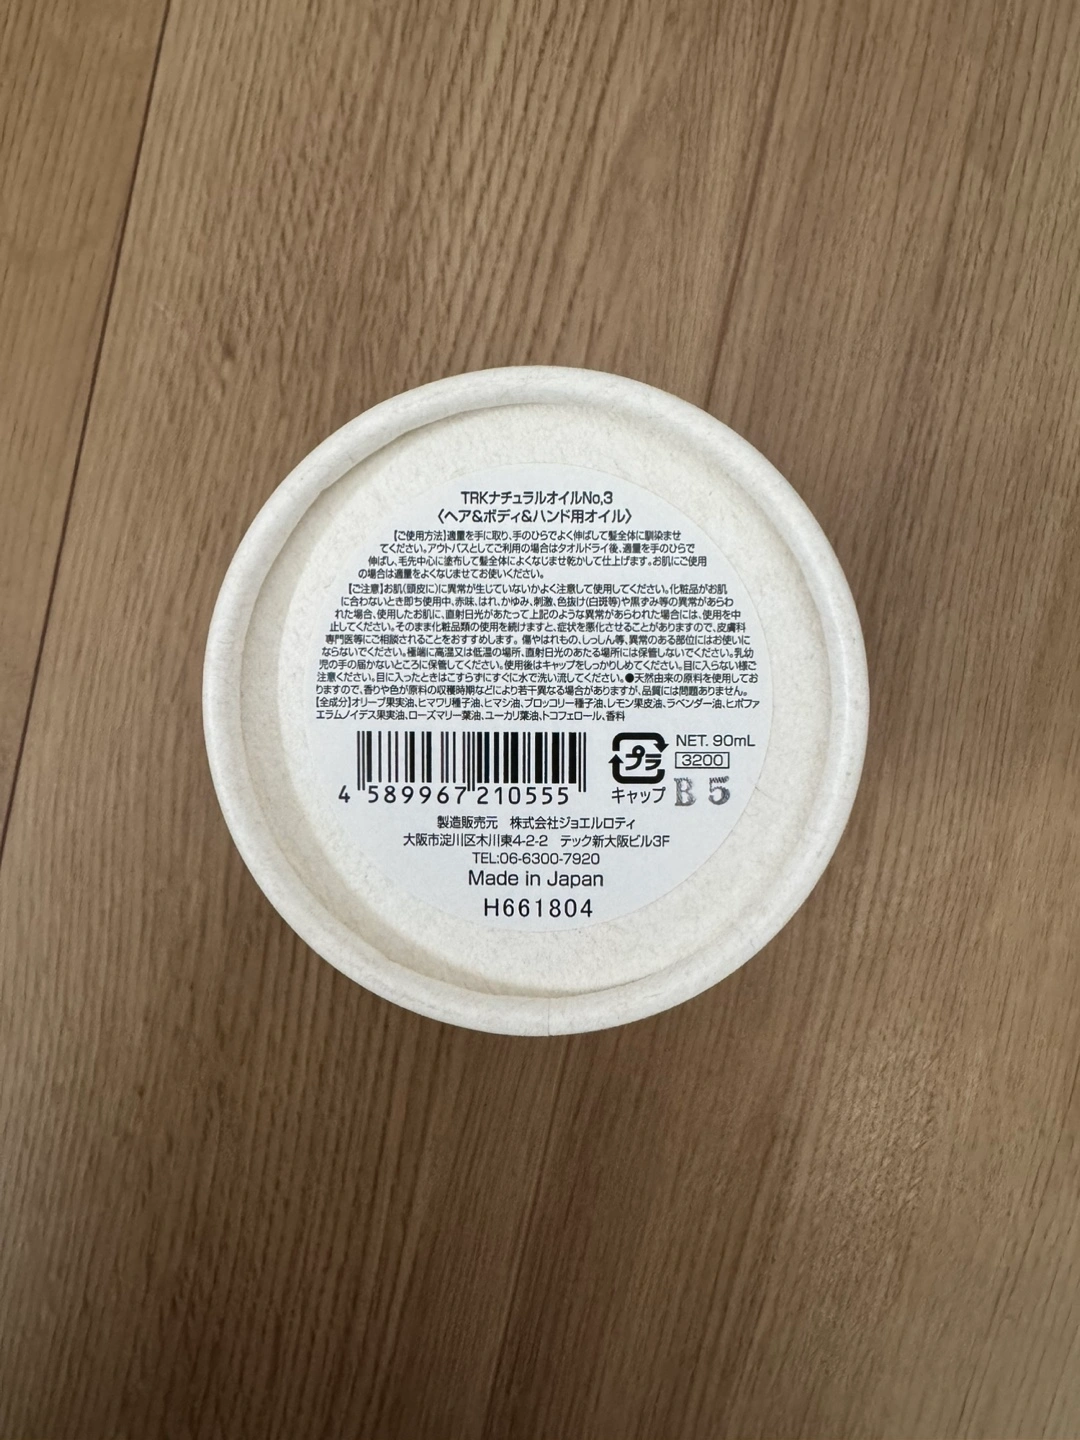 TRKナチュラルオイルNo,3
〈ヘア&ボディ&ハンド用オイル〉
【ご使用方法】適量を手に取り、手のひらでよく伸ばして髪全体に馴染ませ
てください。アウトバスとしてご利用の場合はタオルドライ後、適量を手のひらで
伸ばし、毛先中心に塗布して髪全体によくなじませ乾かして仕上げます。お肌にご使用
の場合は適量をよくなじませてお使いください。
【ご注意】お肌(頭皮に)に異常が生じていないかよく注意して使用してください。化粧品がお肌
に合わないとき即ち使用中、赤味、はれ、かゆみ、刺激、色抜け(白斑等)や黒ずみ等の異常があらわ
れた場合、使用したお肌に、直射日光があたって上記のような異常があらわれた場合には、使用を中
止してください。そのまま化粧品類の使用を続けますと、症状を悪化させることがありますので、皮膚科
専門医等にご相談されることをおすすめします。傷やはれもの、しっしん等、異常のある部位にはお使いに
ならないでください。極端に高温又は低温の場所、直射日光のあたる場所には保管しないでください。乳幼
児の手の届かないところに保管してください。使用後はキャップをしっかりしめてください。目に入らない様ご
注意ください。目に入ったときはこすらずにすぐに水で洗い流してください。●天然由来の原料を使用してお
りますので、香りや色が原料の収穫時期などにより若干異なる場合がありますが、品質には問題ありません。
【全成分】オリーブ果実油、ヒマワリ種子油、ヒマシ油、ブロッコリー種子油、レモン果皮油、ラベンダー油、ヒポファ
エラムノイデス果実油、ローズマリー葉油、ユーカリ葉油、トコフェロール、香料
プラ
キャップ
NET. 90mL
3200
B 5
4 589967 210555
製造販売元 株式会社ジョエルロティ
大阪市淀川区木川東4-2-2 テック新大阪ビル3F
TEL:06-6300-7920
Made in Japan
H661804